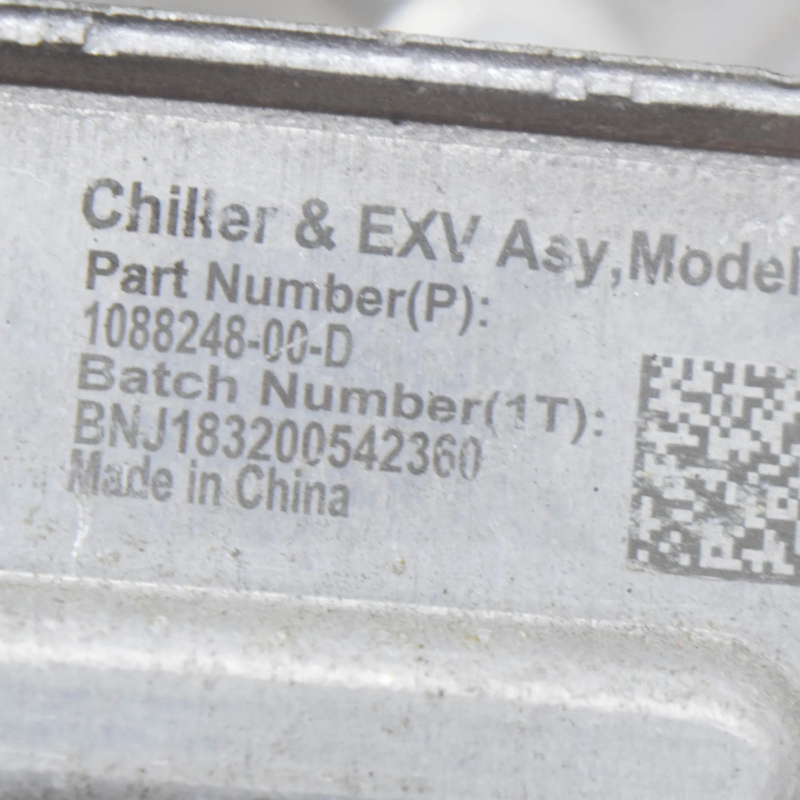 Chiller & EXV Asy,Model
Part Number(P):
1088248-00-D
Batch Number(1T):
BNJ183200542360
Made in China